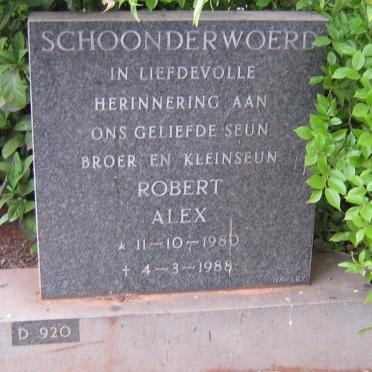 SCHOONDERWOERD
IN LIEFDEVOLLE
HERINNERING AAN
ONS GELIEFDE SEUN
BROER EN KLEINSEUN
ROBERT
ALEX
★ 11–10–1980
† 4–3–1988
HAWLEY
D 920